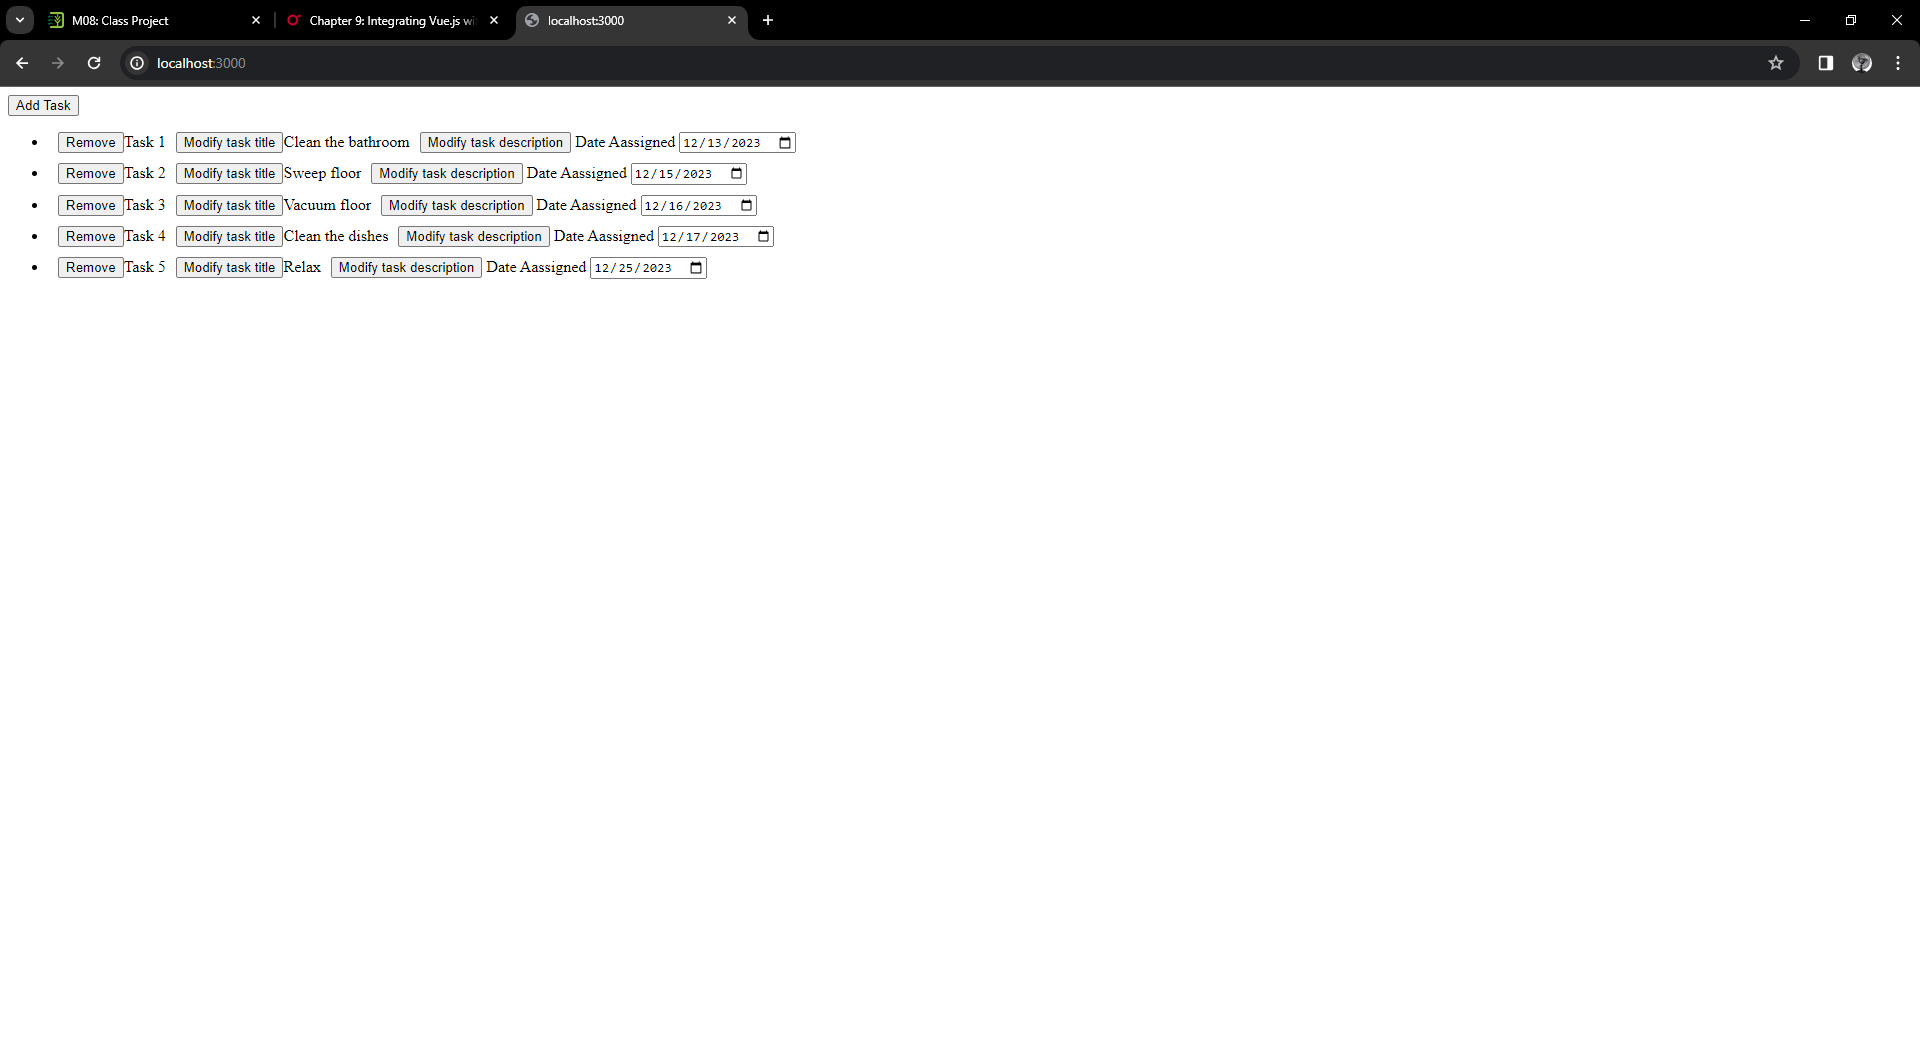 M08: Class Project Chapter 9: Integrating Vue.js wi localhost:3000
localhost:3000
Add Task
Remove Task 1 Modify task title Clean the bathroom Modify task description Date Aassigned 12/13/2023
Remove Task 2 Modify task title Sweep floor Modify task description Date Aassigned 12/15/2023
Remove Task 3 Modify task title Vacuum floor Modify task description Date Aassigned 12/16/2023
Remove Task 4 Modify task title Clean the dishes Modify task description Date Aassigned 12/17/2023
Remove Task 5 Modify task title Relax Modify task description Date Aassigned 12/25/2023